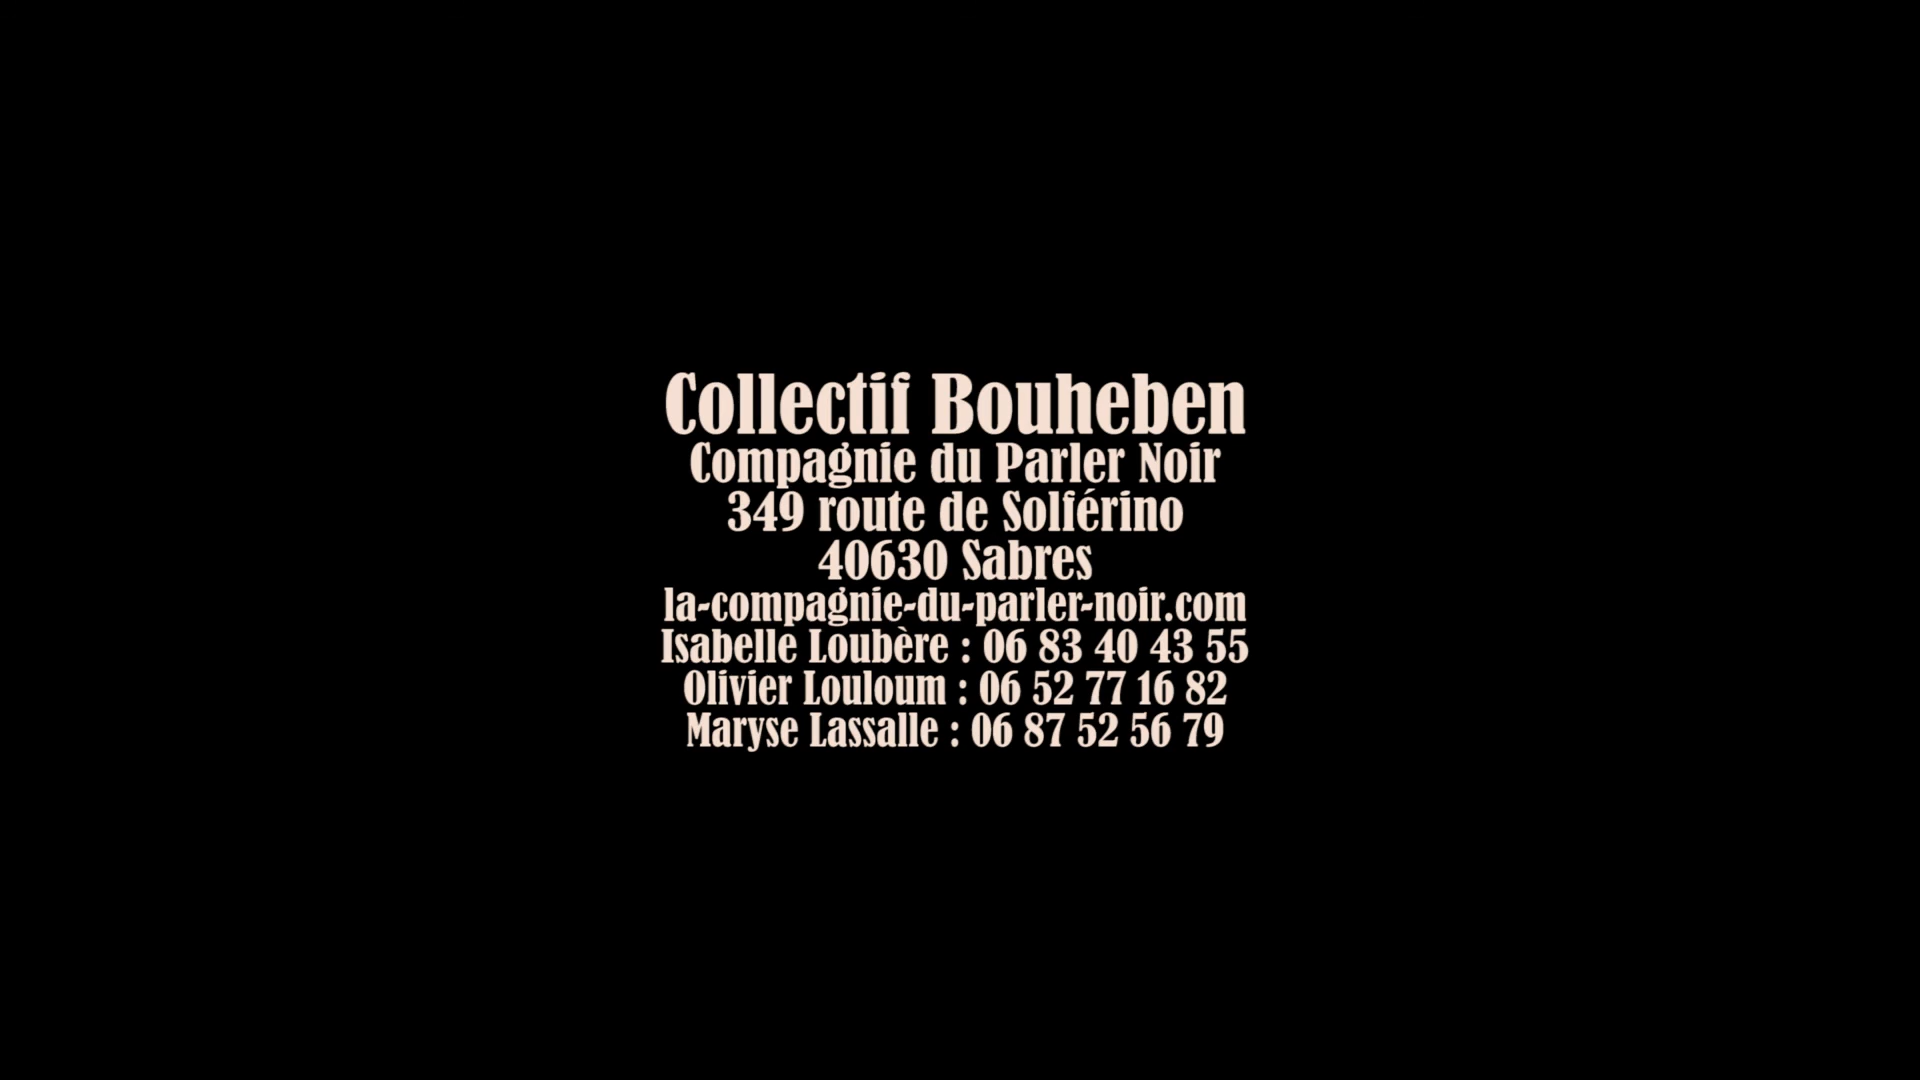 Collectif Bouheben
Compagnie du Parler Noir
349 route de Solférino
40630 Sabres
la-compagnie-du-parler-noir.com
Isabelle Loubère : 06 83 40 43 55
Olivier Louloum : 06 52 77 16 82
Maryse Lassalle : 06 87 52 56 79